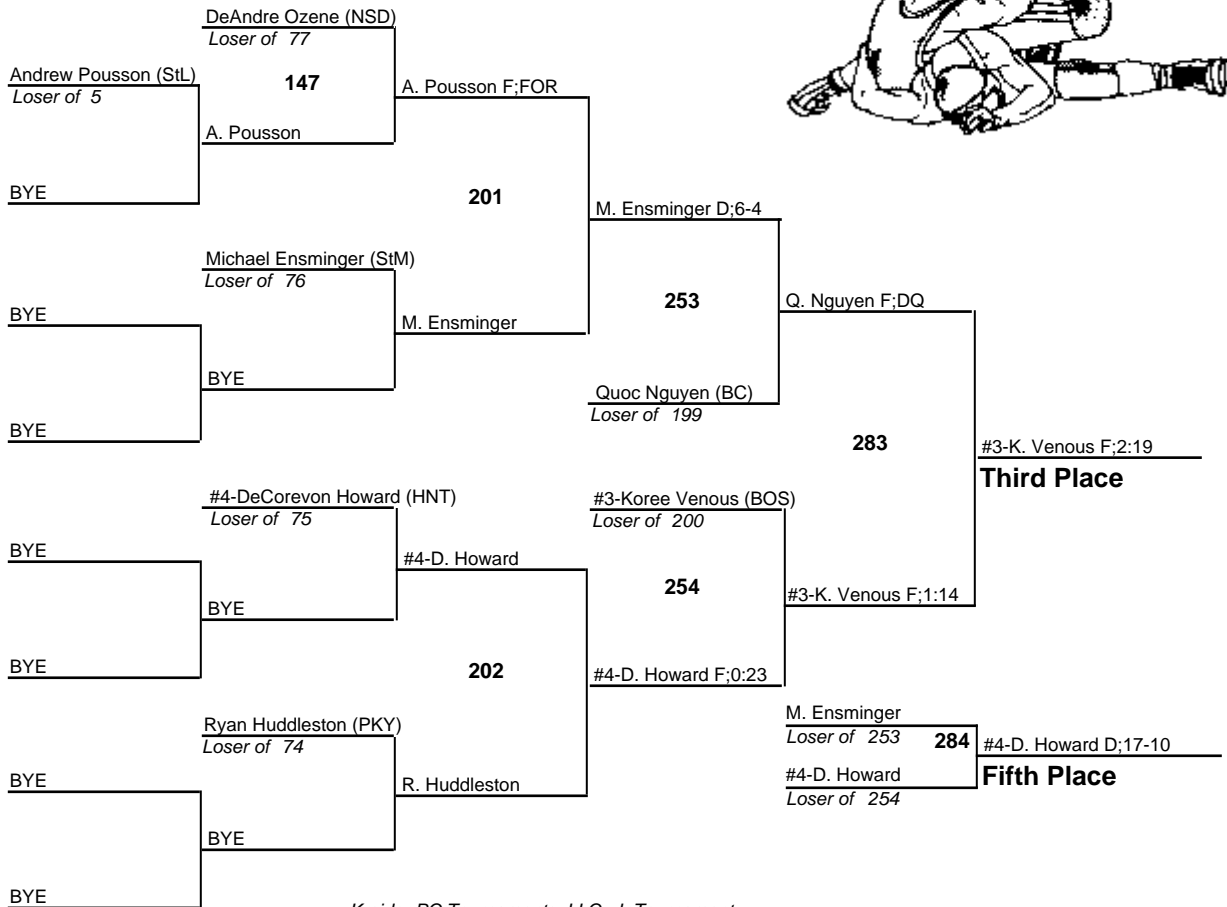 DeAndre Ozene (NSD)
Loser of 77
Andrew Pousson (StL)
Loser of 5
147
A. Pousson F;FOR
A. Pousson
BYE
201
M. Ensminger D;6-4
Michael Ensminger (StM)
Loser of 76
253
Q. Nguyen F;DQ
BYE
M. Ensminger
BYE
Quoc Nguyen (BC)
Loser of 199
BYE
283
#3-K. Venous F;2:19
Third Place
#4-DeCorevon Howard (HNT)
Loser of 75
#3-Koree Venous (BOS)
Loser of 200
BYE
#4-D. Howard
254
#3-K. Venous F;1:14
BYE
BYE
202
#4-D. Howard F;0:23
M. Ensminger
Loser of 253
284
#4-D. Howard D;17-10
Fifth Place
Ryan Huddleston (PKY)
Loser of 74
#4-D. Howard
Loser of 254
BYE
R. Huddleston
BYE
BYE